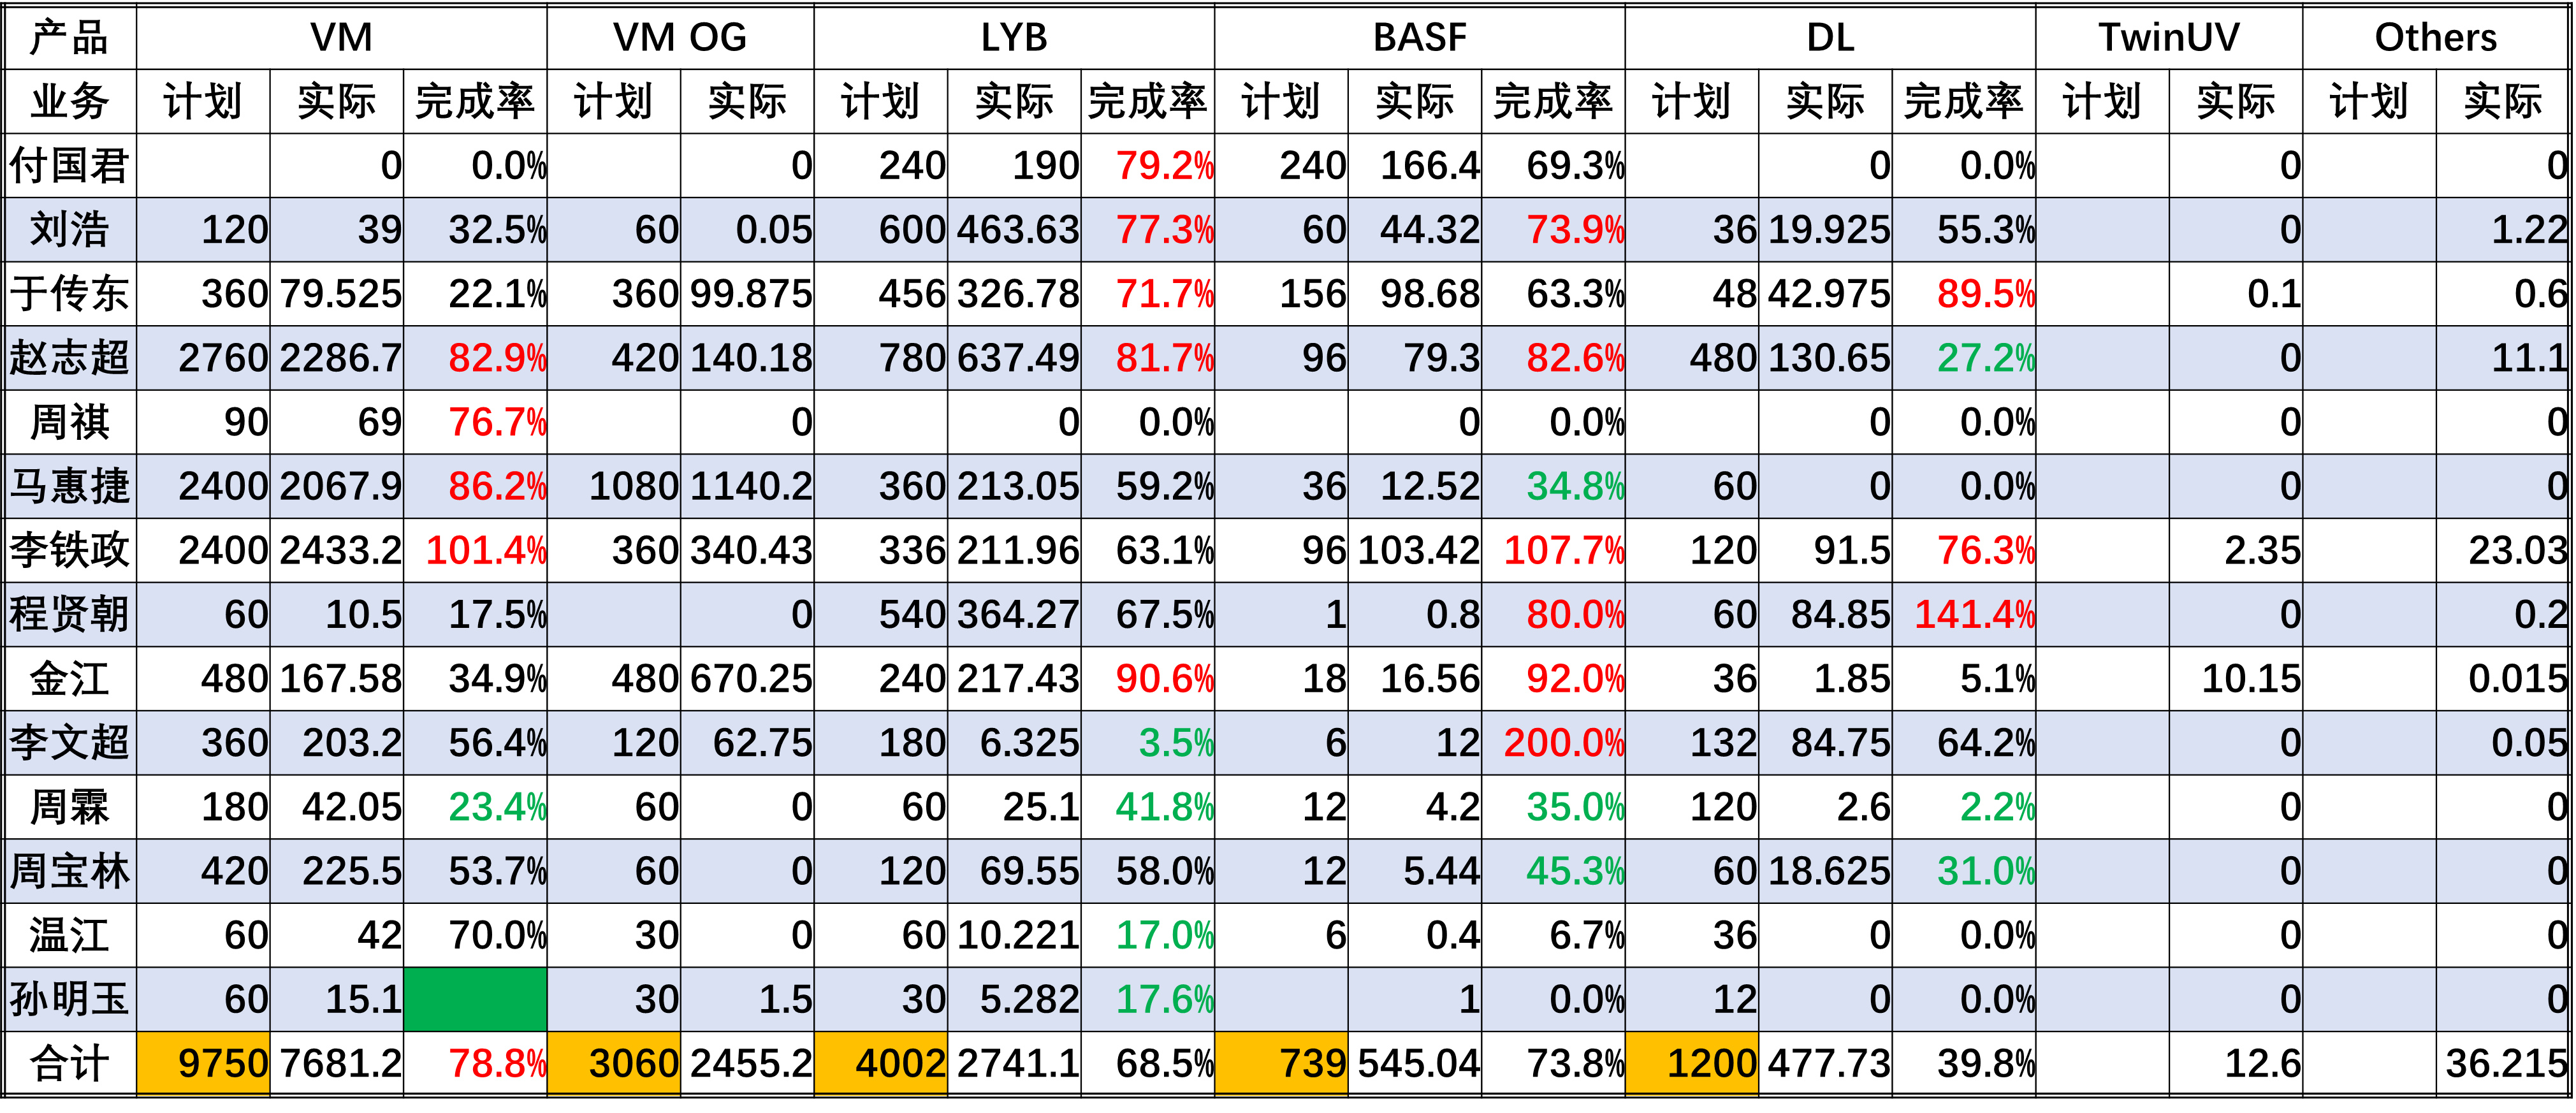 产品 VM VM OG LYB BASF DL TwinUV Others
业务 计划 实际 完成率 计划 实际 计划 实际 完成率 计划 实际 完成率 计划 实际 完成率 计划 实际 计划 实际
付国君 0 0.0% 0 240 190 79.2% 240 166.4 69.3% 0 0.0% 0 0
刘浩 120 39 32.5% 60 0.05 600 463.63 77.3% 60 44.32 73.9% 36 19.925 55.3% 0 1.22
于传东 360 79.525 22.1% 360 99.875 456 326.78 71.7% 156 98.68 63.3% 48 42.975 89.5% 0.1 0.6
赵志超 2760 2286.7 82.9% 420 140.18 780 637.49 81.7% 96 79.3 82.6% 480 130.65 27.2% 0 11.1
周祺 90 69 76.7% 0 0 0.0% 0 0.0% 0 0.0% 0 0
马惠捷 2400 2067.9 86.2% 1080 1140.2 360 213.05 59.2% 36 12.52 34.8% 60 0 0.0% 0 0
李铁政 2400 2433.2 101.4% 360 340.43 336 211.96 63.1% 96 103.42 107.7% 120 91.5 76.3% 2.35 23.03
程贤朝 60 10.5 17.5% 0 540 364.27 67.5% 1 0.8 80.0% 60 84.85 141.4% 0 0.2
金江 480 167.58 34.9% 480 670.25 240 217.43 90.6% 18 16.56 92.0% 36 1.85 5.1% 10.15 0.015
李文超 360 203.2 56.4% 120 62.75 180 6.325 3.5% 6 12 200.0% 132 84.75 64.2% 0 0.05
周霖 180 42.05 23.4% 60 0 60 25.1 41.8% 12 4.2 35.0% 120 2.6 2.2% 0 0
周宝林 420 225.5 53.7% 60 0 120 69.55 58.0% 12 5.44 45.3% 60 18.625 31.0% 0 0
温江 60 42 70.0% 30 0 60 10.221 17.0% 6 0.4 6.7% 36 0 0.0% 0 0
孙明玉 60 15.1 30 1.5 30 5.282 17.6% 1 0.0% 12 0 0.0% 0 0
合计 9750 7681.2 78.8% 3060 2455.2 4002 2741.1 68.5% 739 545.04 73.8% 1200 477.73 39.8% 12.6 36.215